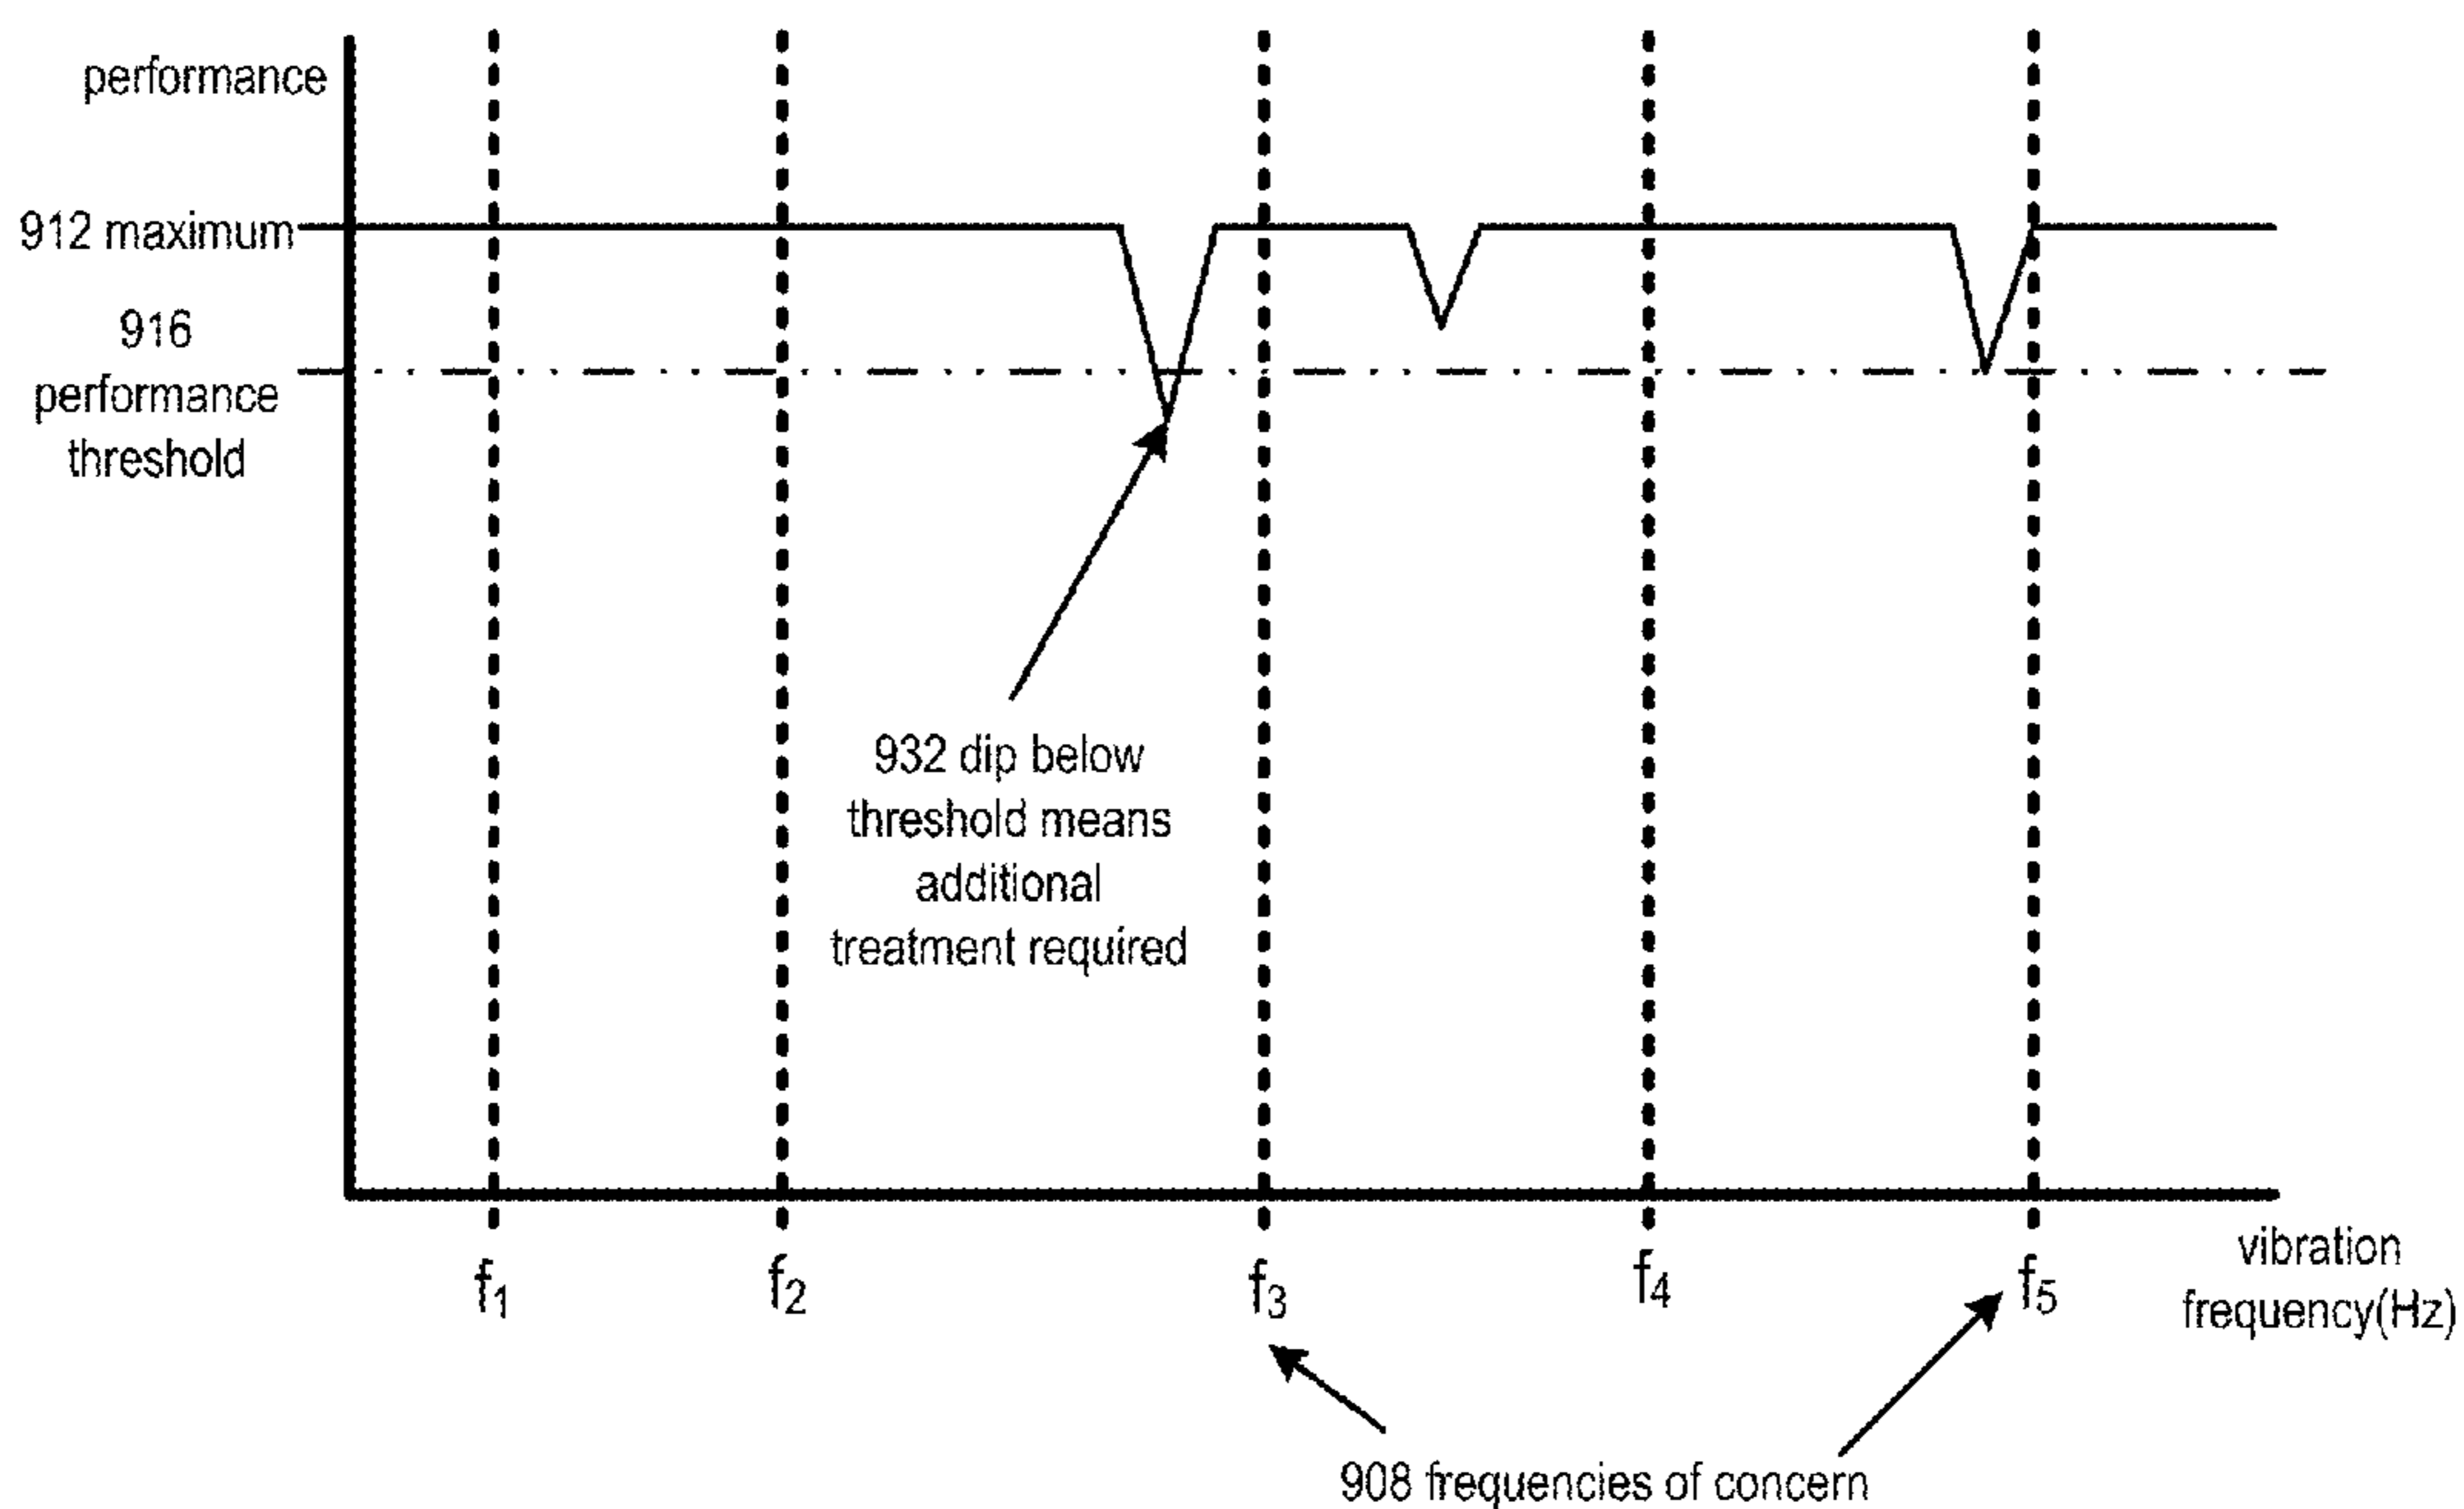 performance
912 maximum
916
performance
threshold
932 dip below
threshold means
additional
treatment required
f1
f2
f3
f4
f5
vibration
frequency(Hz)
908 frequencies of concern